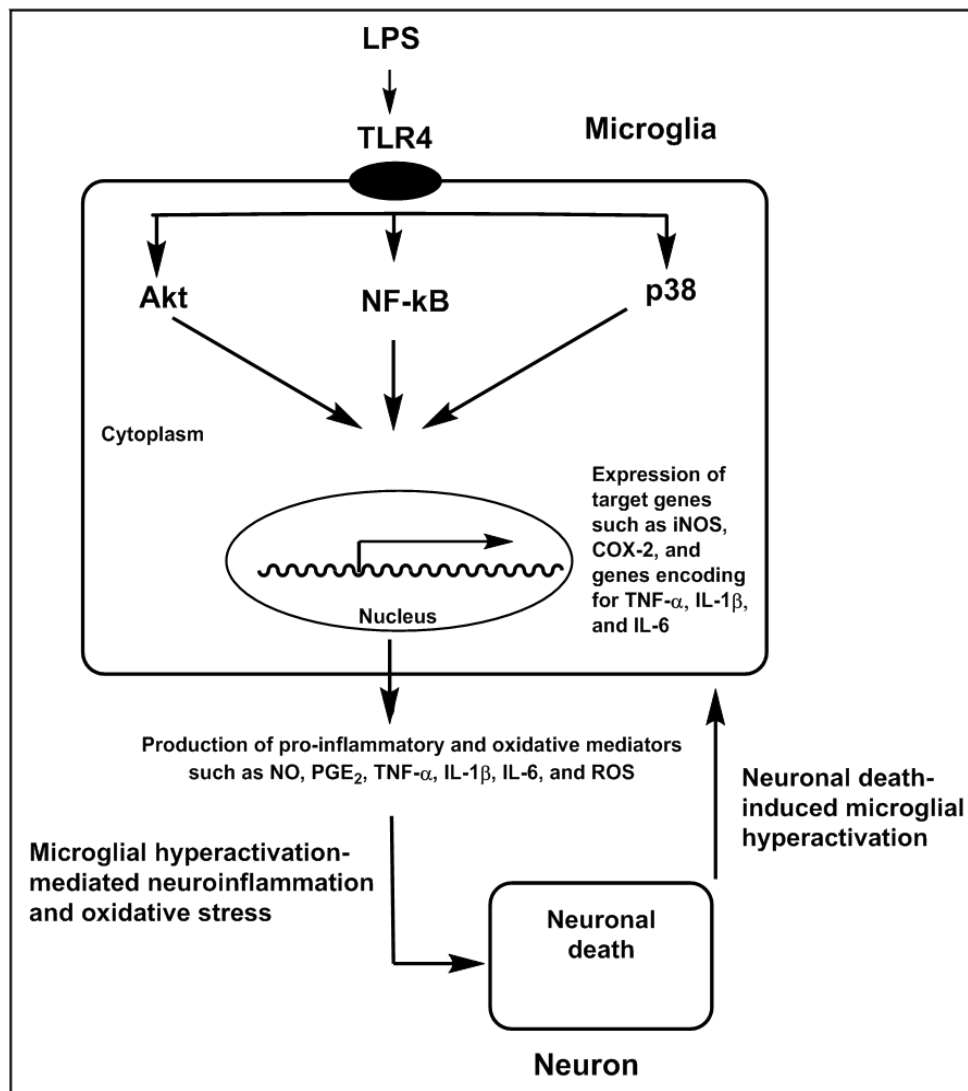 LPS
TLR4
Microglia
Akt
NF-kB
p38
Cytoplasm
Expression of
target genes
such as iNOS,
COX-2, and
genes encoding
for TNF-α, IL-1β,
and IL-6
Nucleus
Production of pro-inflammatory and oxidative mediators
such as NO, PGE₂, TNF-α, IL-1β, IL-6, and ROS
Neuronal death-
induced microglial
hyperactivation
Microglial hyperactivation-
mediated neuroinflammation
and oxidative stress
Neuronal
death
Neuron